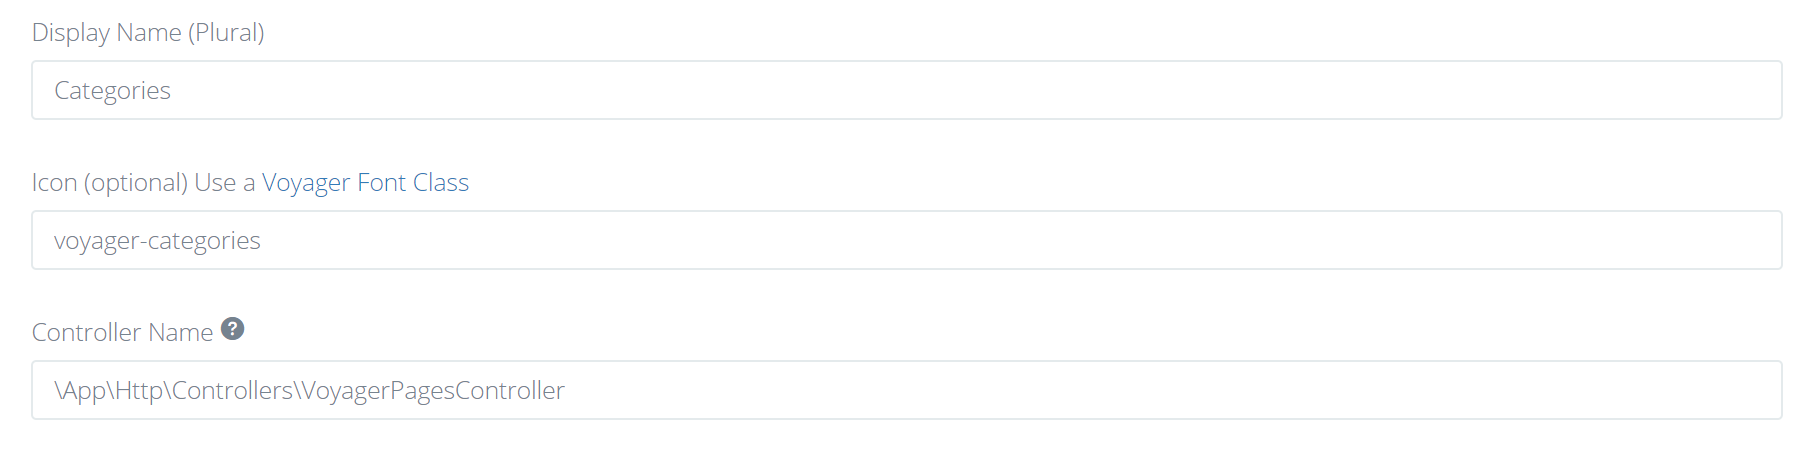 Display Name (Plural)
Categories
Icon (optional) Use a Voyager Font Class
voyager-categories
Controller Name ?
\App\Http\Controllers\VoyagerPagesController